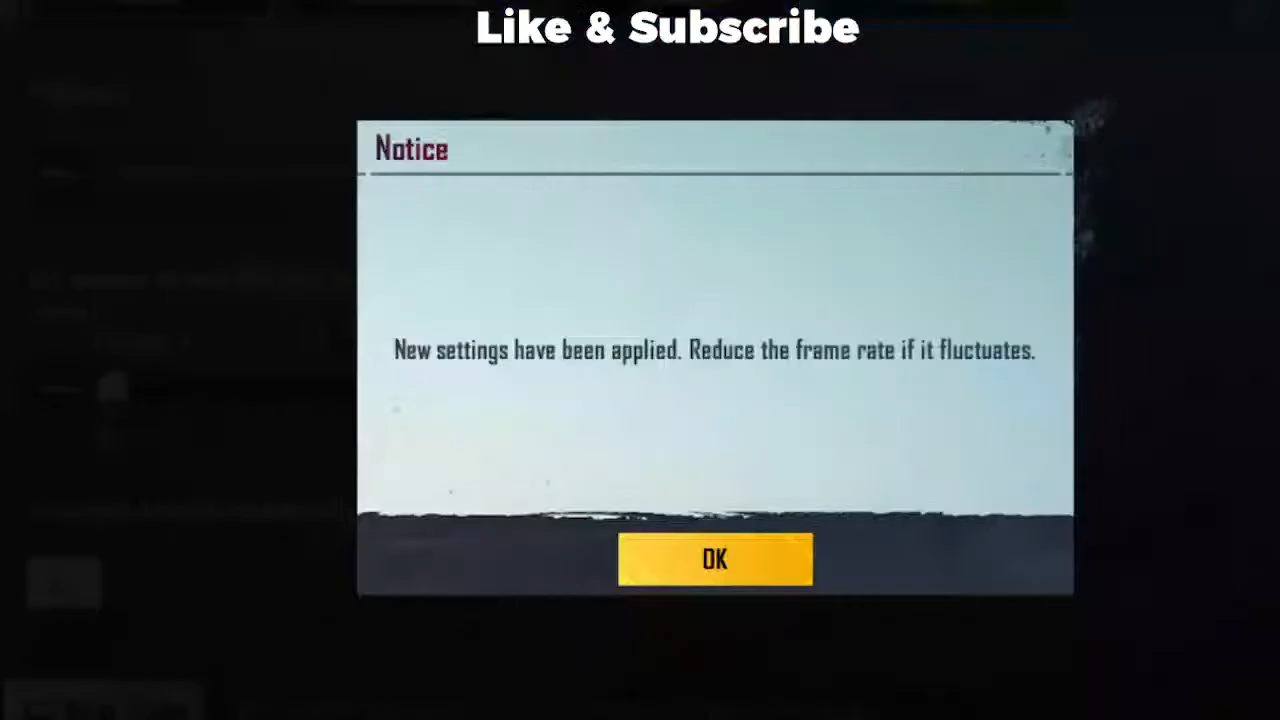 Like & Subscribe
Notice
New settings have been applied. Reduce the frame rate if it fluctuates.
OK